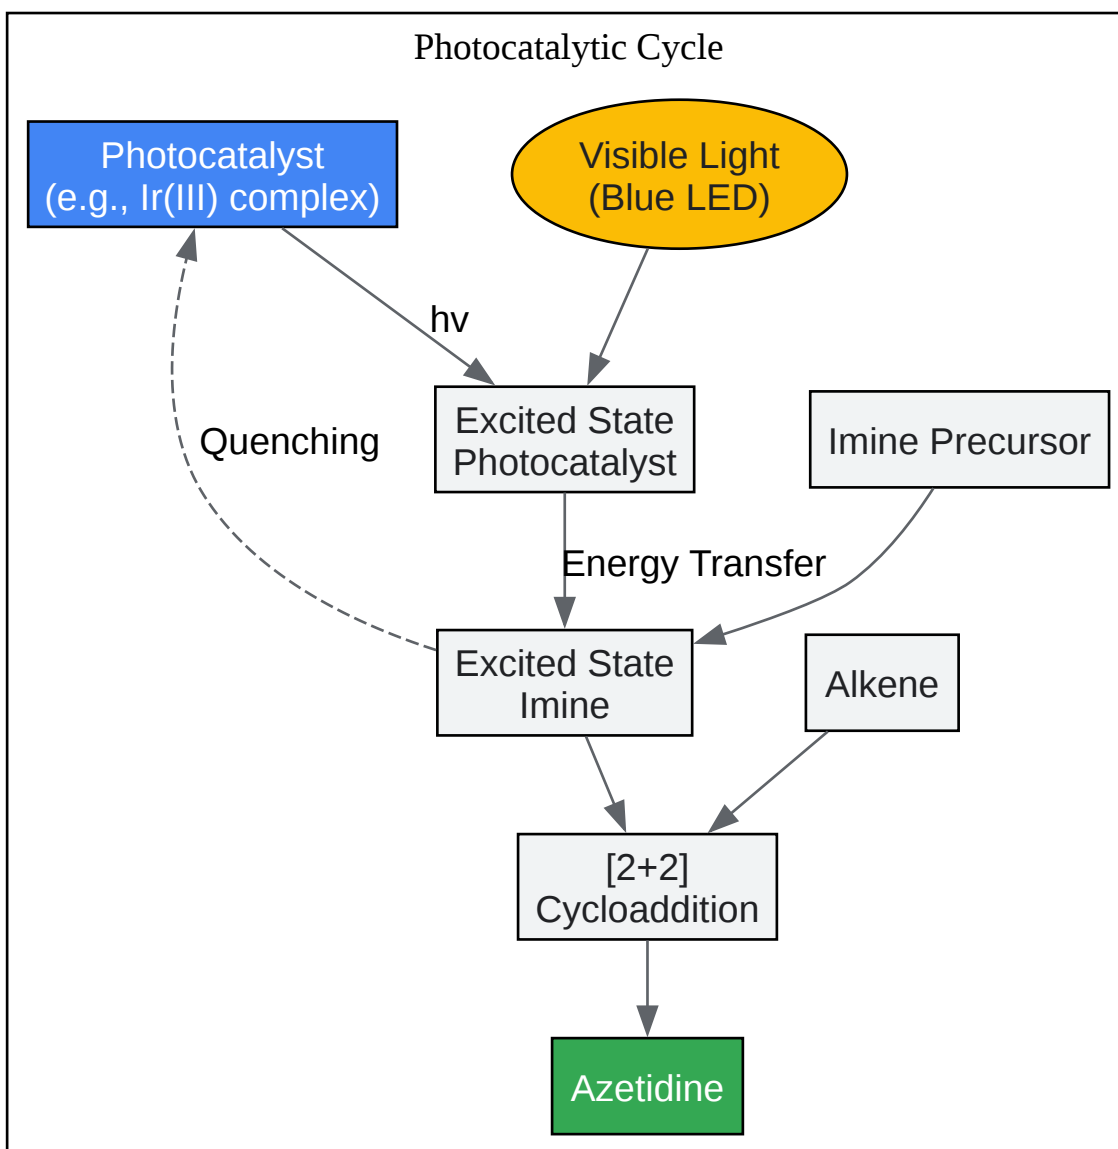 Photocatalytic Cycle
Photocatalyst
(e.g., Ir(III) complex)
Visible Light
(Blue LED)
hv
Excited State
Photocatalyst
Imine Precursor
Quenching
Energy Transfer
Excited State
Imine
Alkene
[2+2]
Cycloaddition
Azetidine